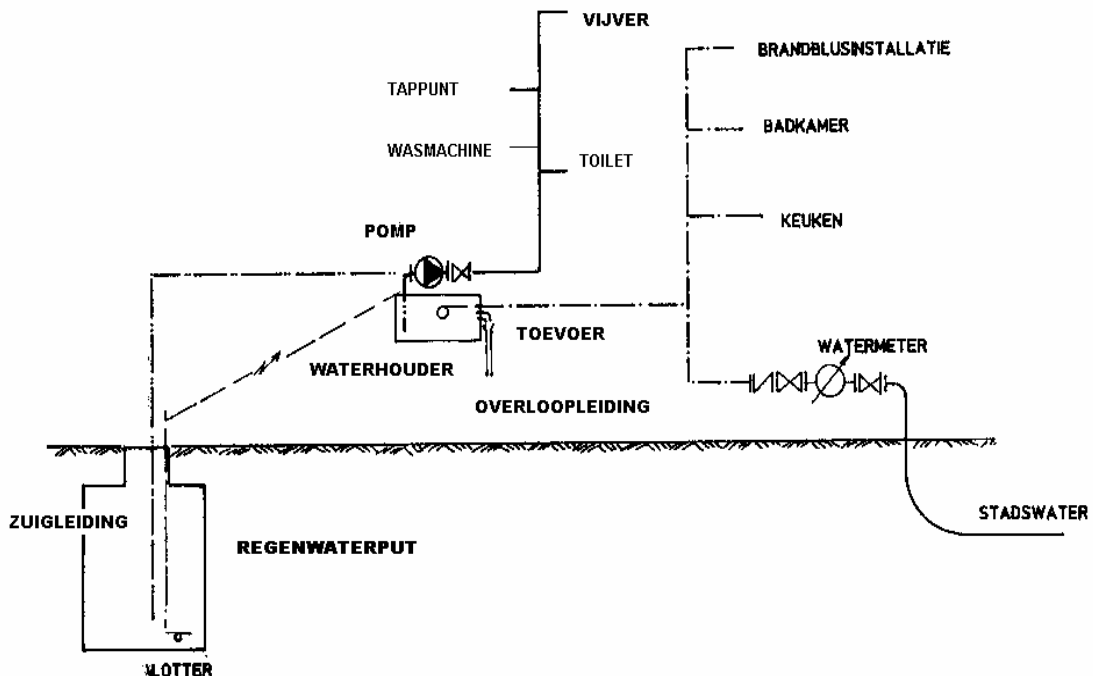 VIJVER
BRANDBLUSINSTALLATIE
TAPPUNT
BADKAMER
WASMACHINE
TOILET
KEUKEN
POMP
TOEVOER
WATERMETER
WATERHOUDER
OVERLOOPLEIDING
ZUIGLEIDING
STADSWATER
REGENWATERPUT
VLOTTER